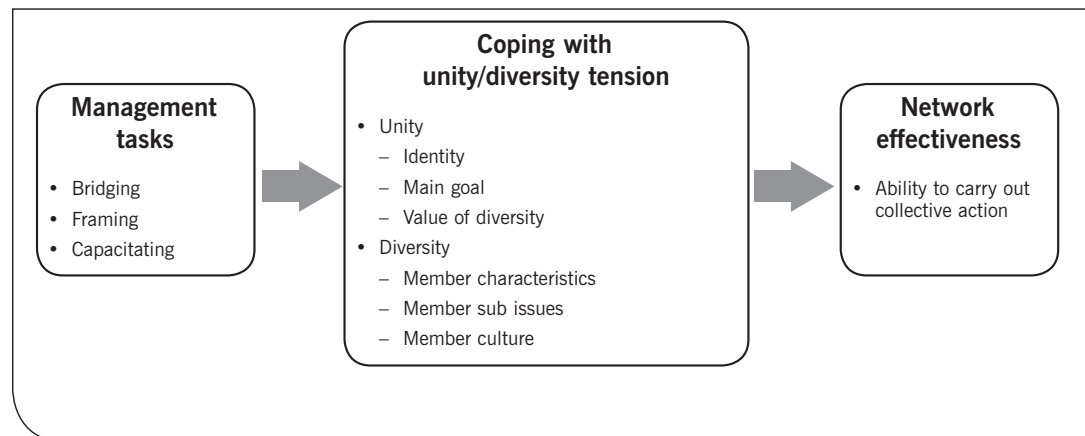 Management
tasks
• Bridging
• Framing
• Capacitating
Coping with
unity/diversity tension
• Unity
– Identity
– Main goal
– Value of diversity
• Diversity
– Member characteristics
– Member sub issues
– Member culture
Network
effectiveness
• Ability to carry out
collective action